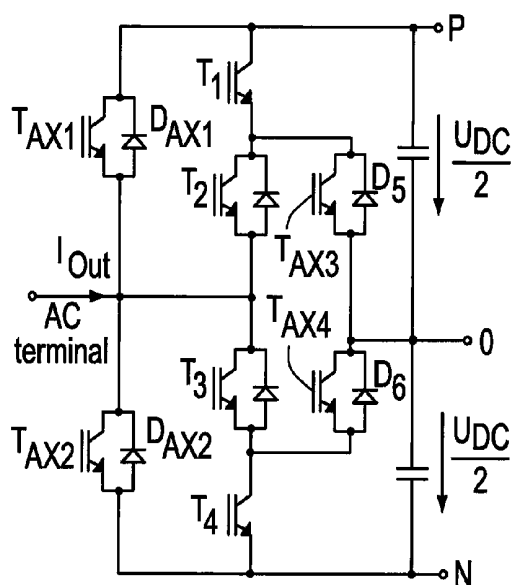 P
T1
TAX1
DAX1
UDC
2
T2
D5
TAX3
IOut
TAX4
AC
terminal
0
T3
D6
TAX2
DAX2
UDC
2
T4
N